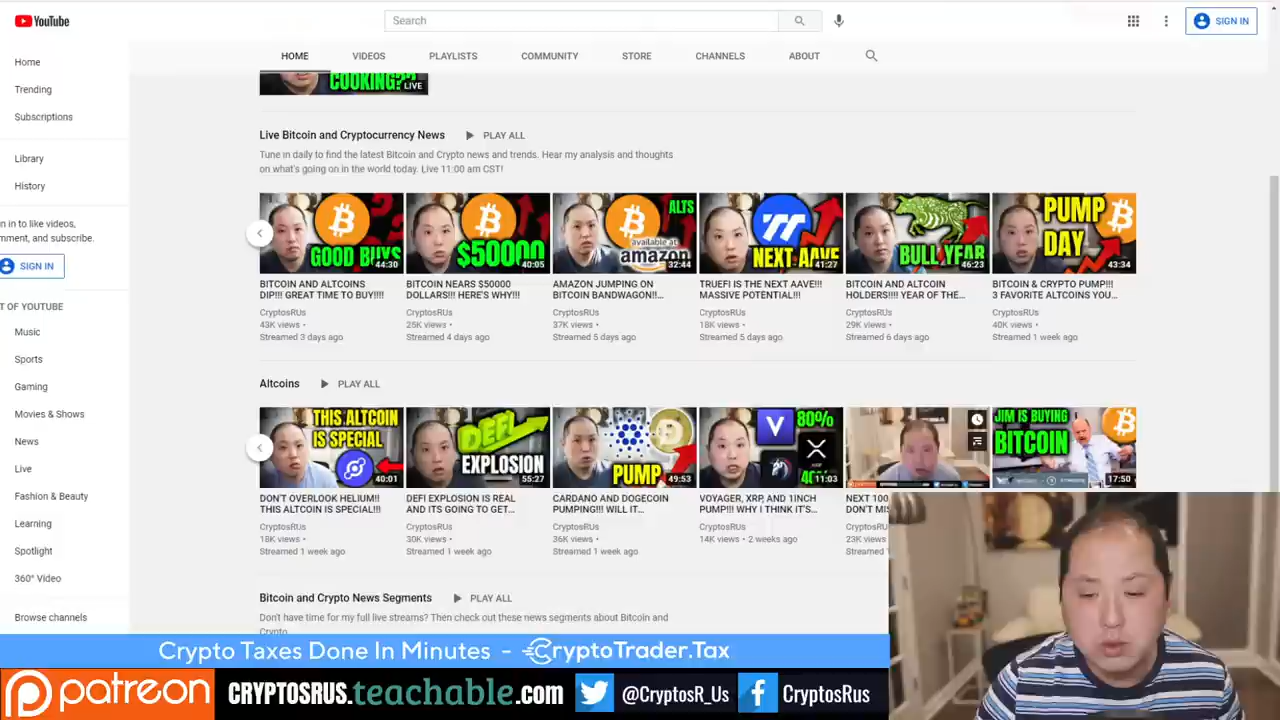 YouTube
Search
SIGN IN
HOME
VIDEOS
PLAYLISTS
COMMUNITY
STORE
CHANNELS
ABOUT
Home
Trending
Subscriptions
Library
History
n in to like videos,
mment, and subscribe.
SIGN IN
T OF YOUTUBE
Music
Sports
Gaming
Movies & Shows
News
Live
Fashion & Beauty
Learning
Spotlight
360° Video
Browse channels
COOKING??
LIVE
Live Bitcoin and Cryptocurrency News
PLAY ALL
Tune in daily to find the latest Bitcoin and Crypto news and trends. Hear my analysis and thoughts
on what's going on in the world today. Live 11:00 am CST!
GOOD BUYS
44:30
BITCOIN AND ALTCOINS
DIP!!! GREAT TIME TO BUY!!!!
CryptosRUs
43K views •
Streamed 3 days ago
$50000
40:05
BITCOIN NEARS $50000
DOLLARS!!! HERE'S WHY!!!
CryptosRUs
25K views •
Streamed 4 days ago
ALTS
available at
amazon
32:44
AMAZON JUMPING ON
BITCOIN BANDWAGON!!..
CryptosRUs
37K views •
Streamed 5 days ago
NEXT AAVE
41:27
TRUEFI IS THE NEXT AAVE!!!
MASSIVE POTENTIAL!!!
CryptosRUs
18K views •
Streamed 5 days ago
BULL YEAR
46:23
BITCOIN AND ALTCOIN
HOLDERS!!!! YEAR OF THE...
CryptosRUs
29K views •
Streamed 6 days ago
PUMP
DAY
43:34
BITCOIN & CRYPTO PUMP!!!
3 FAVORITE ALTCOINS YOU...
CryptosRUs
40K views •
Streamed 1 week ago
Altcoins
PLAY ALL
THIS ALTCOIN
IS SPECIAL
40:01
DON'T OVERLOOK HELIUM!!
THIS ALTCOIN IS SPECIAL!!!
CryptosRUs
18K views •
Streamed 1 week ago
DEFI
EXPLOSION
55:27
DEFI EXPLOSION IS REAL
AND ITS GOING TO GET...
CryptosRUs
30K views •
Streamed 1 week ago
PUMP
49:53
CARDANO AND DOGECOIN
PUMPING!!! WILL IT...
CryptosRUs
36K views •
Streamed 1 week ago
80%
11:03
VOYAGER, XRP, AND 1INCH
PUMP!!! WHY I THINK IT'S...
CryptosRUs
14K views • 2 weeks ago
NEXT 100
DON'T MIS
CryptosRU
23K views
Streamed 1
JIM IS BUYING
BITCOIN
17:50
Bitcoin and Crypto News Segments
PLAY ALL
Don't have time for my full live streams? Then check out these news segments about Bitcoin and
Crypto
Crypto Taxes Done In Minutes - CryptoTrader.Tax
patreon
CRYPTOSRUS.teachable.com
@CryptosR_Us
CryptosRus